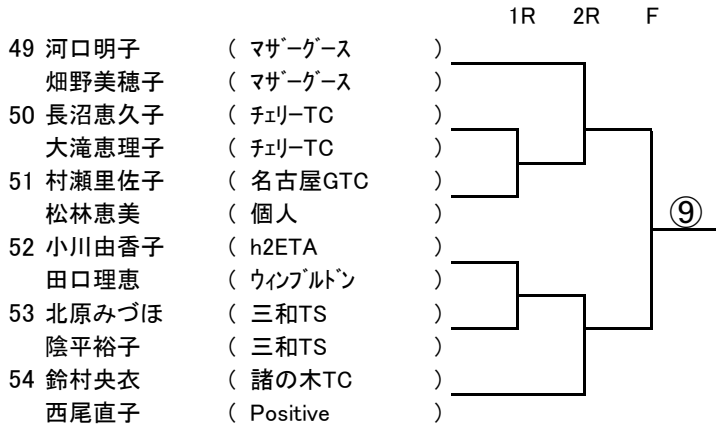 1R 2R F
49 河口明子 ( ﾏｻﾞｰｸﾞｰｽ )
畑野美穂子 ( ﾏｻﾞｰｸﾞｰｽ )
50 長沼恵久子 ( ﾁｪﾘｰTC )
大滝恵理子 ( ﾁｪﾘｰTC )
51 村瀬里佐子 ( 名古屋GTC )
松林恵美 ( 個人 )
⑨
52 小川由香子 ( h2ETA )
田口理恵 ( ｳｨﾝﾌﾞﾙﾄﾞﾝ )
53 北原みづほ ( 三和TS )
陰平裕子 ( 三和TS )
54 鈴村央衣 ( 諸の木TC )
西尾直子 ( Positive )